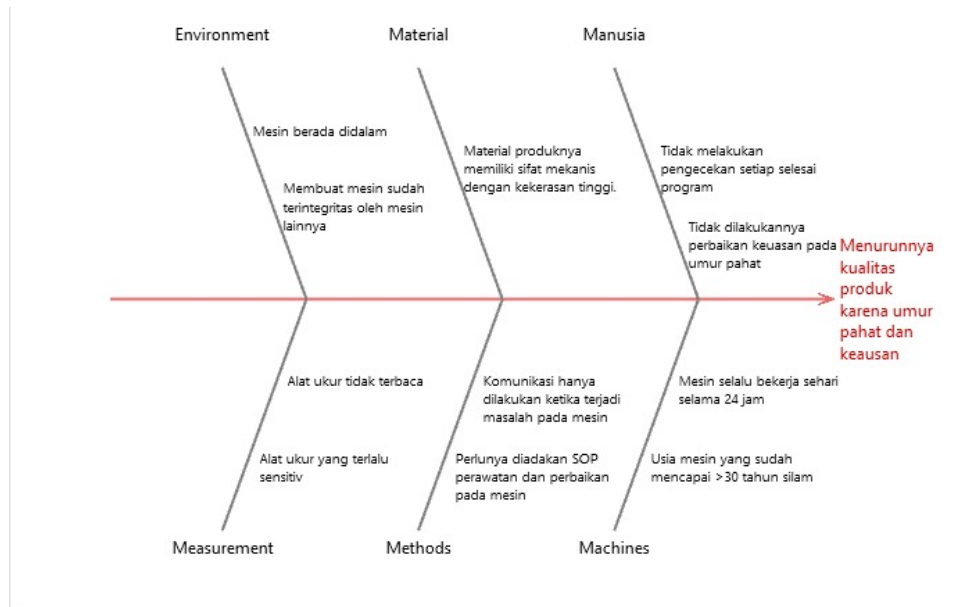 Environment
Material
Manusia
Mesin berada didalam
Membuat mesin sudah
terintegritas oleh mesin
lainnya
Material produknya
memiliki sifat mekanis
dengan kekerasan tinggi.
Tidak melakukan
pengecekan setiap selesai
program
Tidak dilakukannya
perbaikan keuasan pada
umur pahat
Menurunnya
kualitas
produk
karena umur
pahat dan
keausan
Alat ukur tidak terbaca
Alat ukur yang terlalu
sensitiv
Komunikasi hanya
dilakukan ketika terjadi
masalah pada mesin
Perlunya diadakan SOP
perawatan dan perbaikan
pada mesin
Mesin selalu bekerja sehari
selama 24 jam
Usia mesin yang sudah
mencapai >30 tahun silam
Measurement
Methods
Machines